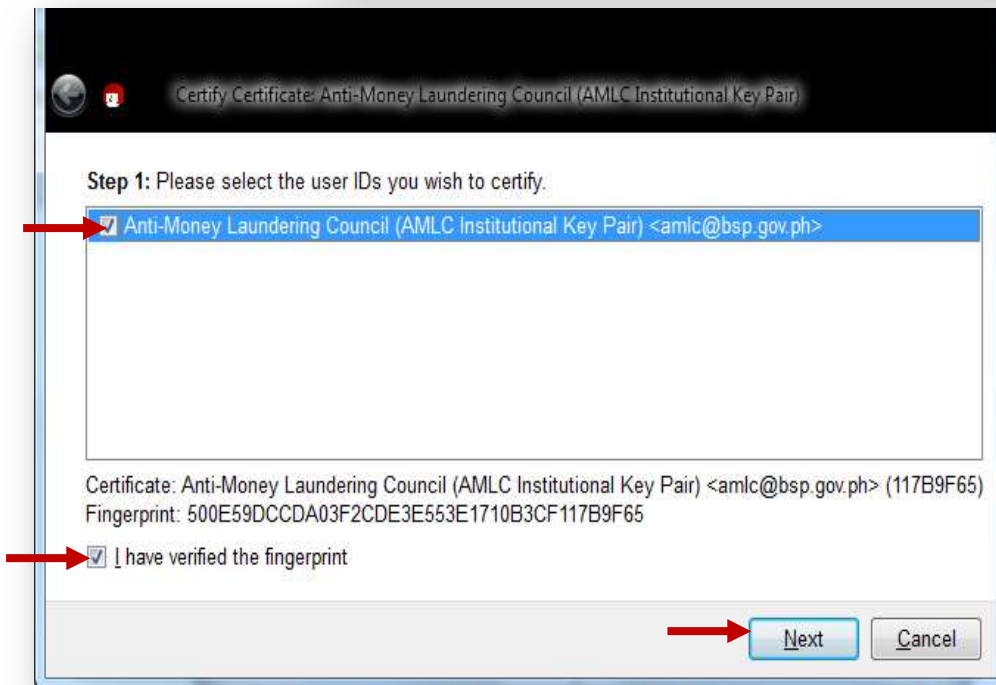 Certify Certificate: Anti-Money Laundering Council (AMLC Institutional Key Pair)
Step 1: Please select the user IDs you wish to certify.
Anti-Money Laundering Council (AMLC Institutional Key Pair) <amlc@bsp.gov.ph>
Certificate: Anti-Money Laundering Council (AMLC Institutional Key Pair) <amlc@bsp.gov.ph> (117B9F65)
Fingerprint: 500E59DCCDA03F2CDE3E553E1710B3CF117B9F65
I have verified the fingerprint
Next
Cancel